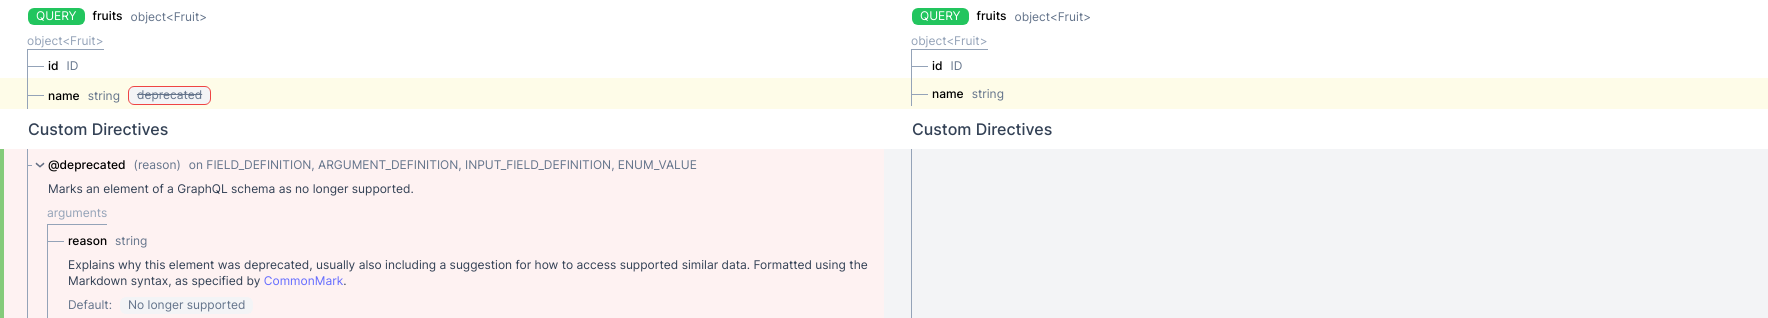 QUERY fruits object<Fruit>
object<Fruit>
id ID
name string deprecated
Custom Directives
@deprecated (reason) on FIELD_DEFINITION, ARGUMENT_DEFINITION, INPUT_FIELD_DEFINITION, ENUM_VALUE
Marks an element of a GraphQL schema as no longer supported.
arguments
reason string
Explains why this element was deprecated, usually also including a suggestion for how to access supported similar data. Formatted using the
Markdown syntax, as specified by CommonMark.
Default: No longer supported
QUERY fruits object<Fruit>
object<Fruit>
id ID
name string
Custom Directives